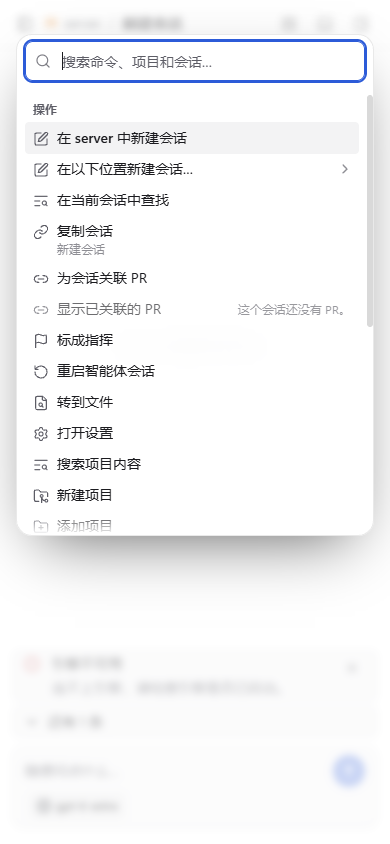 搜索命令、项目和会话...
操作
在 server 中新建会话
在以下位置新建会话...
在当前会话中查找
复制会话
新建会话
为会话关联 PR
显示已关联的 PR
这个会话还没有 PR。
标成指挥
重启智能体会话
转到文件
打开设置
搜索项目内容
新建项目
添加项目